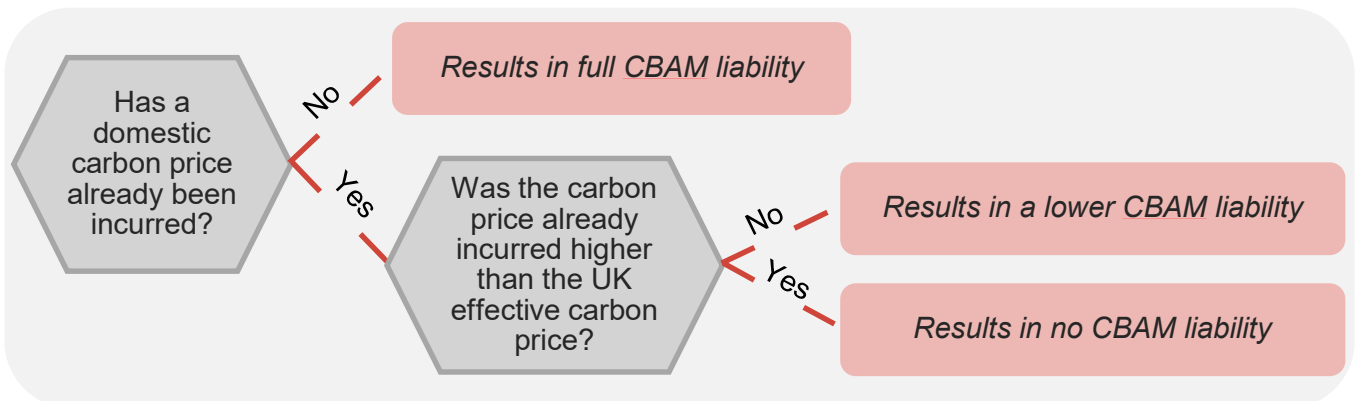 Has a
domestic
carbon price
already been
incurred?
No
Results in full CBAM liability
Yes
Was the carbon
price already
incurred higher
than the UK
effective carbon
price?
No
Results in a lower CBAM liability
Yes
Results in no CBAM liability